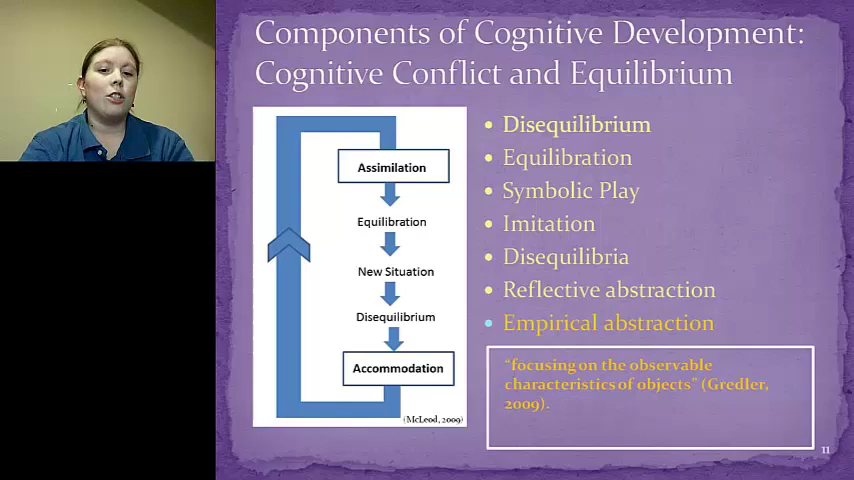 Components of Cognitive Development:
Cognitive Conflict and Equilibrium
Assimilation
Equilibration
New Situation
Disequilibrium
Accommodation
(McLeod, 2009)
• Disequilibrium
• Equilibration
• Symbolic Play
• Imitation
• Disequilibria
• Reflective abstraction
• Empirical abstraction
“focusing on the observable
characteristics of objects” (Gredler,
2009).
11